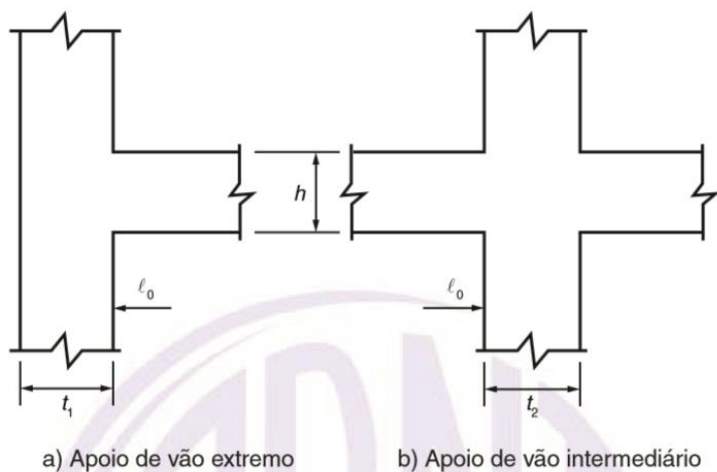 h
ℓ₀
ℓ₀
t₁
t₂
a) Apoio de vão extremo
b) Apoio de vão intermediário